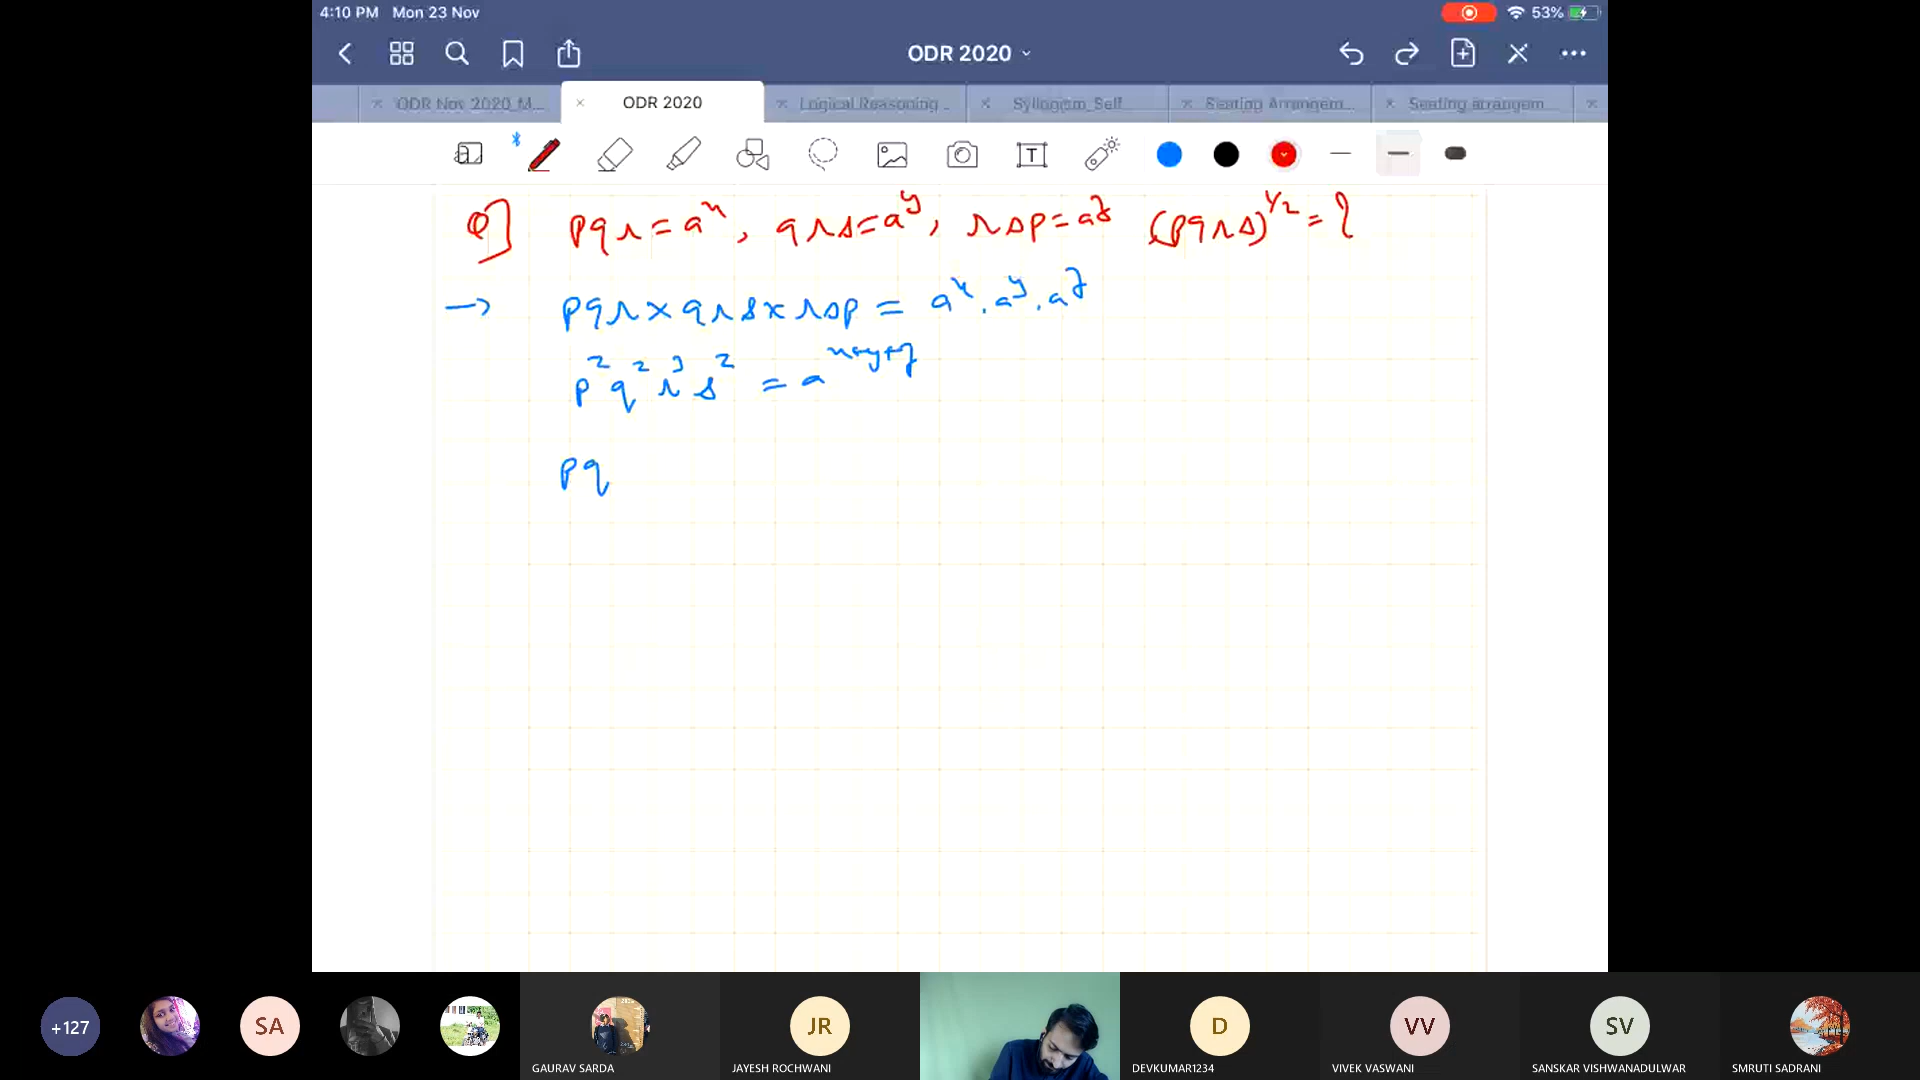 4:10 PM Mon 23 Nov 53%
ODR 2020
ODR Nov 2020_M... ODR 2020 Logical Reasoning... Syllogism_Self... Seating Arrangem... Seating arrangem...
Q] pqr = a^x, qrs = a^y, rsp = a^z (pqrs)^1/2 = ?
→ pqr × qrs × rsp = a^x . a^y . a^z
p^2 q^2 r^3 s^2 = a^x+y+z
pq
+127 SA JR D VV SV
GAURAV SARDA JAYESH ROCHWANI DEVKUMAR1234 VIVEK VASWANI SANSKAR VISHWANADULWAR SMRUTI SADRANI